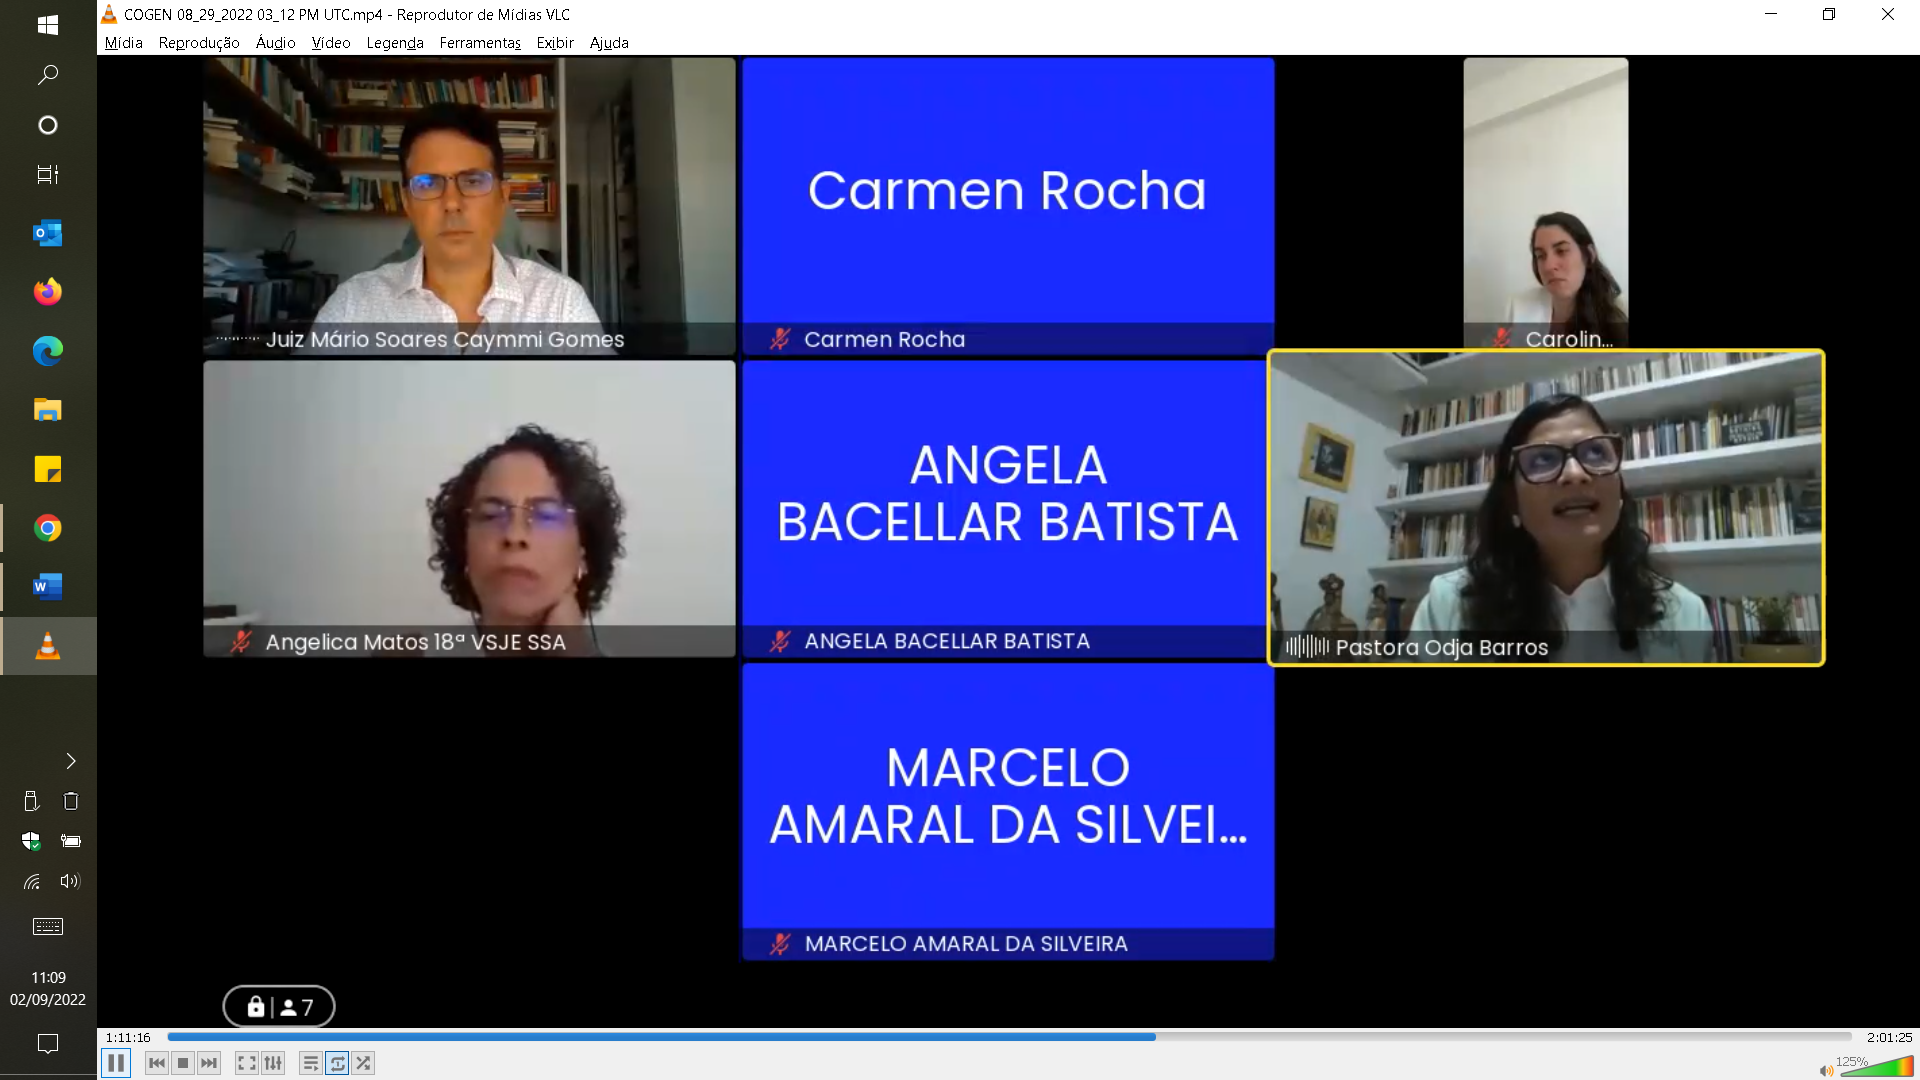 COGEN 08_29_2022 03_12 PM UTC.mp4 - Reprodutor de Mídias VLC
Mídia Reprodução Áudio Vídeo Legenda Ferramentas Exibir Ajuda
Carmen Rocha
Juiz Mário Soares Caymmi Gomes
Carmen Rocha
Carolin...
ANGELA
BACELLAR BATISTA
Angelica Matos 18ª VSJE SSA
ANGELA BACELLAR BATISTA
Pastora Odja Barros
MARCELO
AMARAL DA SILVEI...
MARCELO AMARAL DA SILVEIRA
7
11:09
02/09/2022
1:11:16
2:01:25
125%